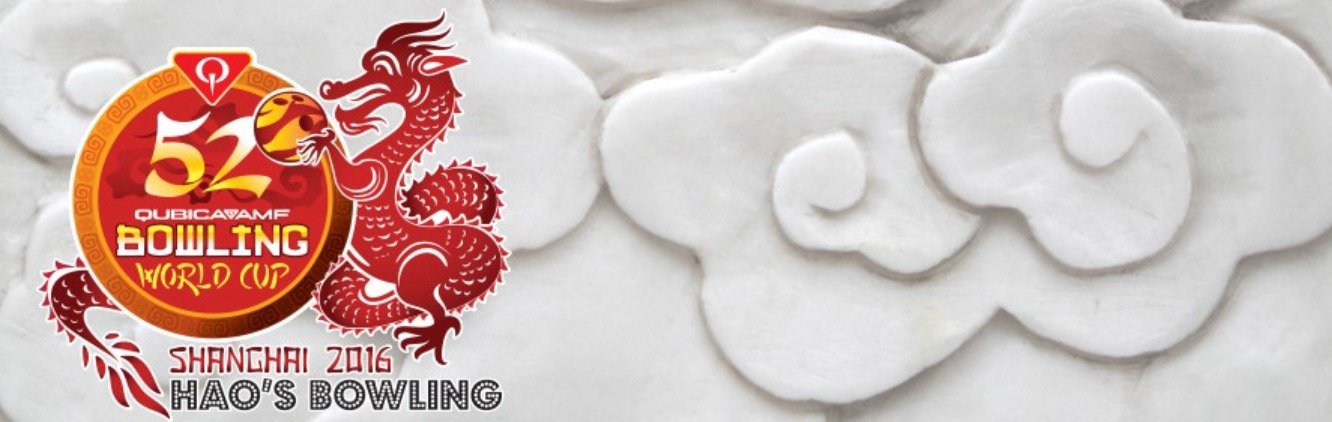 52
QUBICAAMF
BOWLING
WORLD CUP
SHANGHAI 2016
HAO'S BOWLING